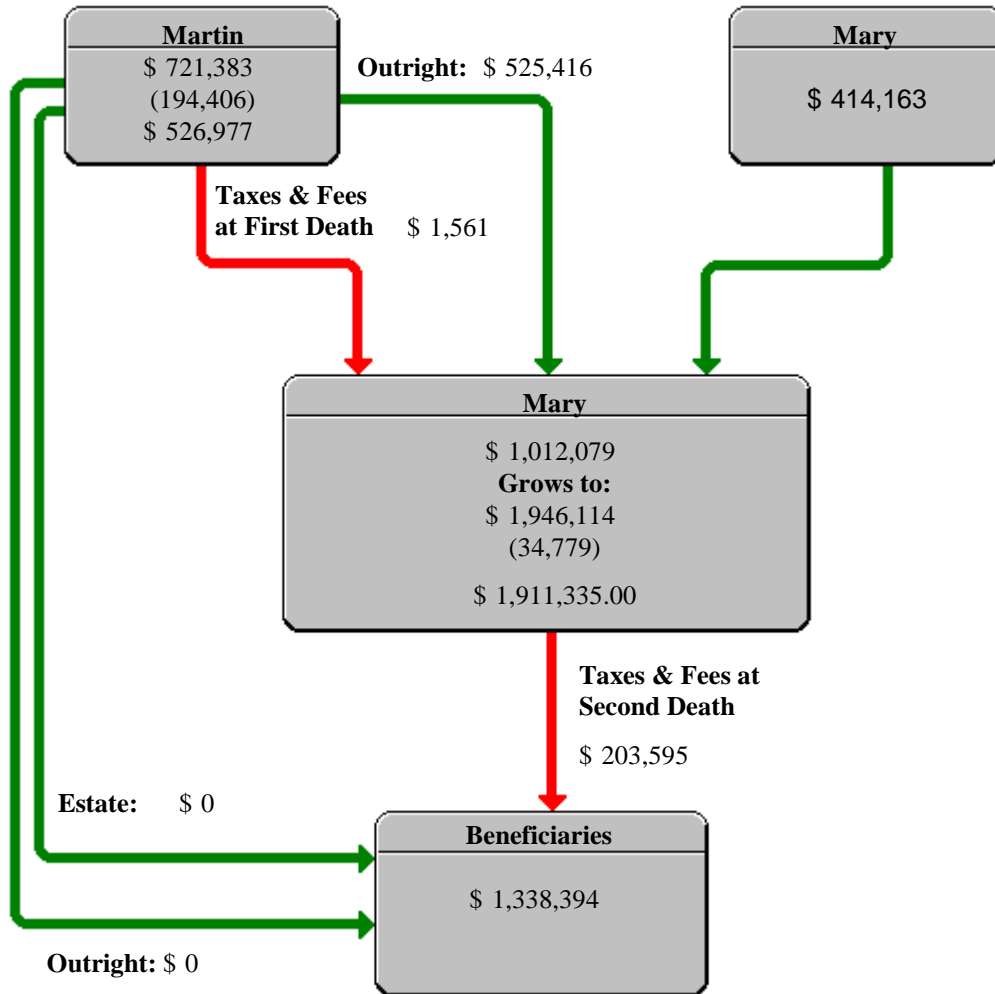 Martin
$ 721,383
(194,406)
$ 526,977
Outright: $ 525,416
Mary
$ 414,163
Taxes & Fees
at First Death $ 1,561
Mary
$ 1,012,079
Grows to:
$ 1,946,114
(34,779)
$ 1,911,335.00
Taxes & Fees at
Second Death
$ 203,595
Estate: $ 0
Beneficiaries
$ 1,338,394
Outright: $ 0